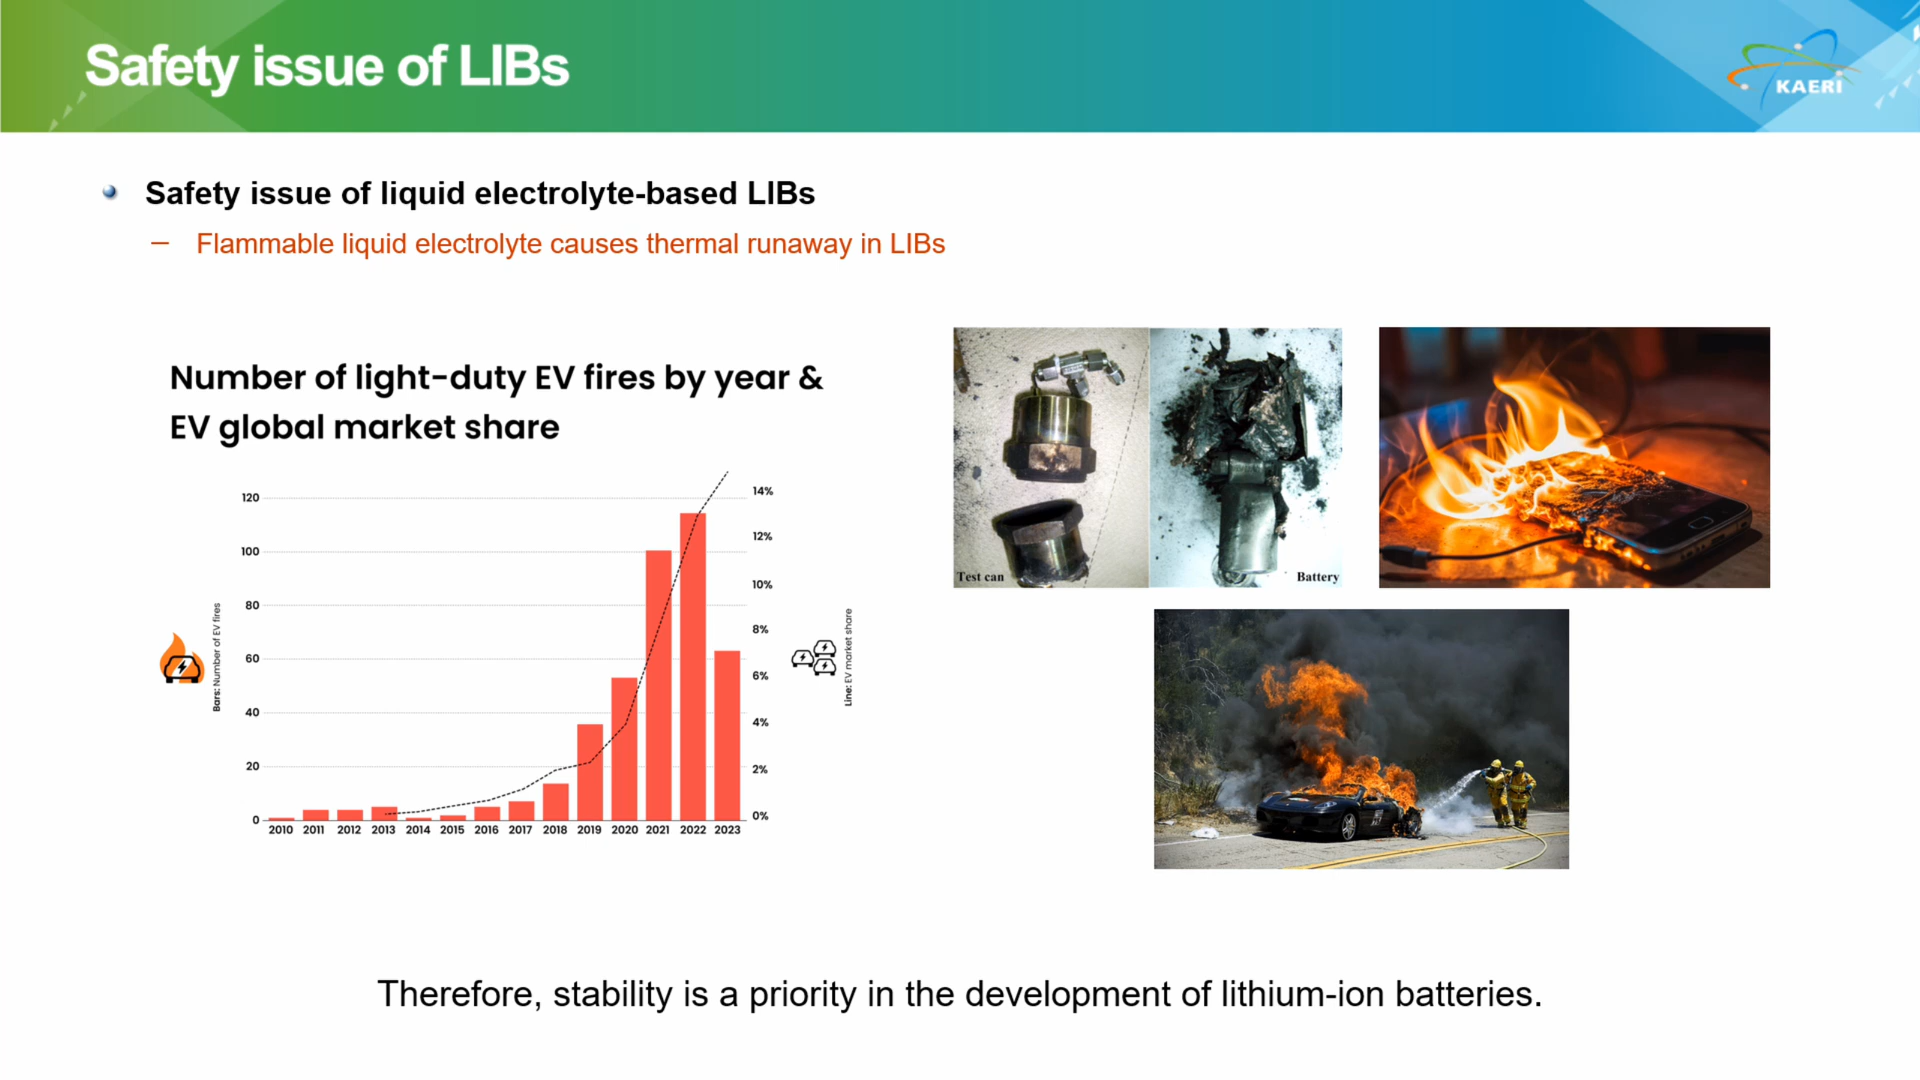 Safety issue of LIBs
KAERI
Safety issue of liquid electrolyte-based LIBs
– Flammable liquid electrolyte causes thermal runaway in LIBs
Number of light-duty EV fires by year &
EV global market share
120
100
80
60
40
20
0
Bars: Number of EV fires
14%
12%
10%
8%
6%
4%
2%
0%
Line: EV market share
2010 2011 2012 2013 2014 2015 2016 2017 2018 2019 2020 2021 2022 2023
Test can
Battery
Therefore, stability is a priority in the development of lithium-ion batteries.